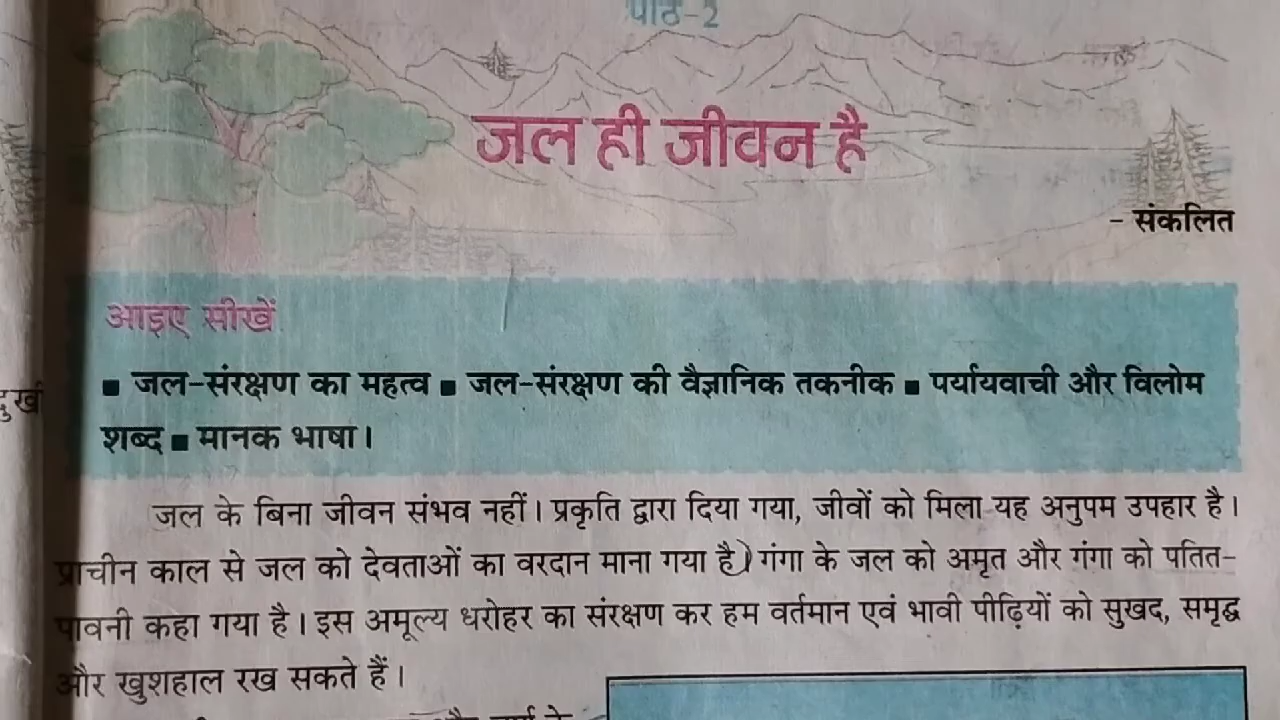 पाठ-2
जल ही जीवन है
- संकलित
आइए सीखें
■ जल-संरक्षण का महत्व ■ जल-संरक्षण की वैज्ञानिक तकनीक ■ पर्यायवाची और विलोम
शब्द ■ मानक भाषा।
जल के बिना जीवन संभव नहीं। प्रकृति द्वारा दिया गया, जीवों को मिला यह अनुपम उपहार है।
प्राचीन काल से जल को देवताओं का वरदान माना गया है। गंगा के जल को अमृत और गंगा को पतित-
पावनी कहा गया है। इस अमूल्य धरोहर का संरक्षण कर हम वर्तमान एवं भावी पीढ़ियों को सुखद, समृद्ध
और खुशहाल रख सकते हैं।